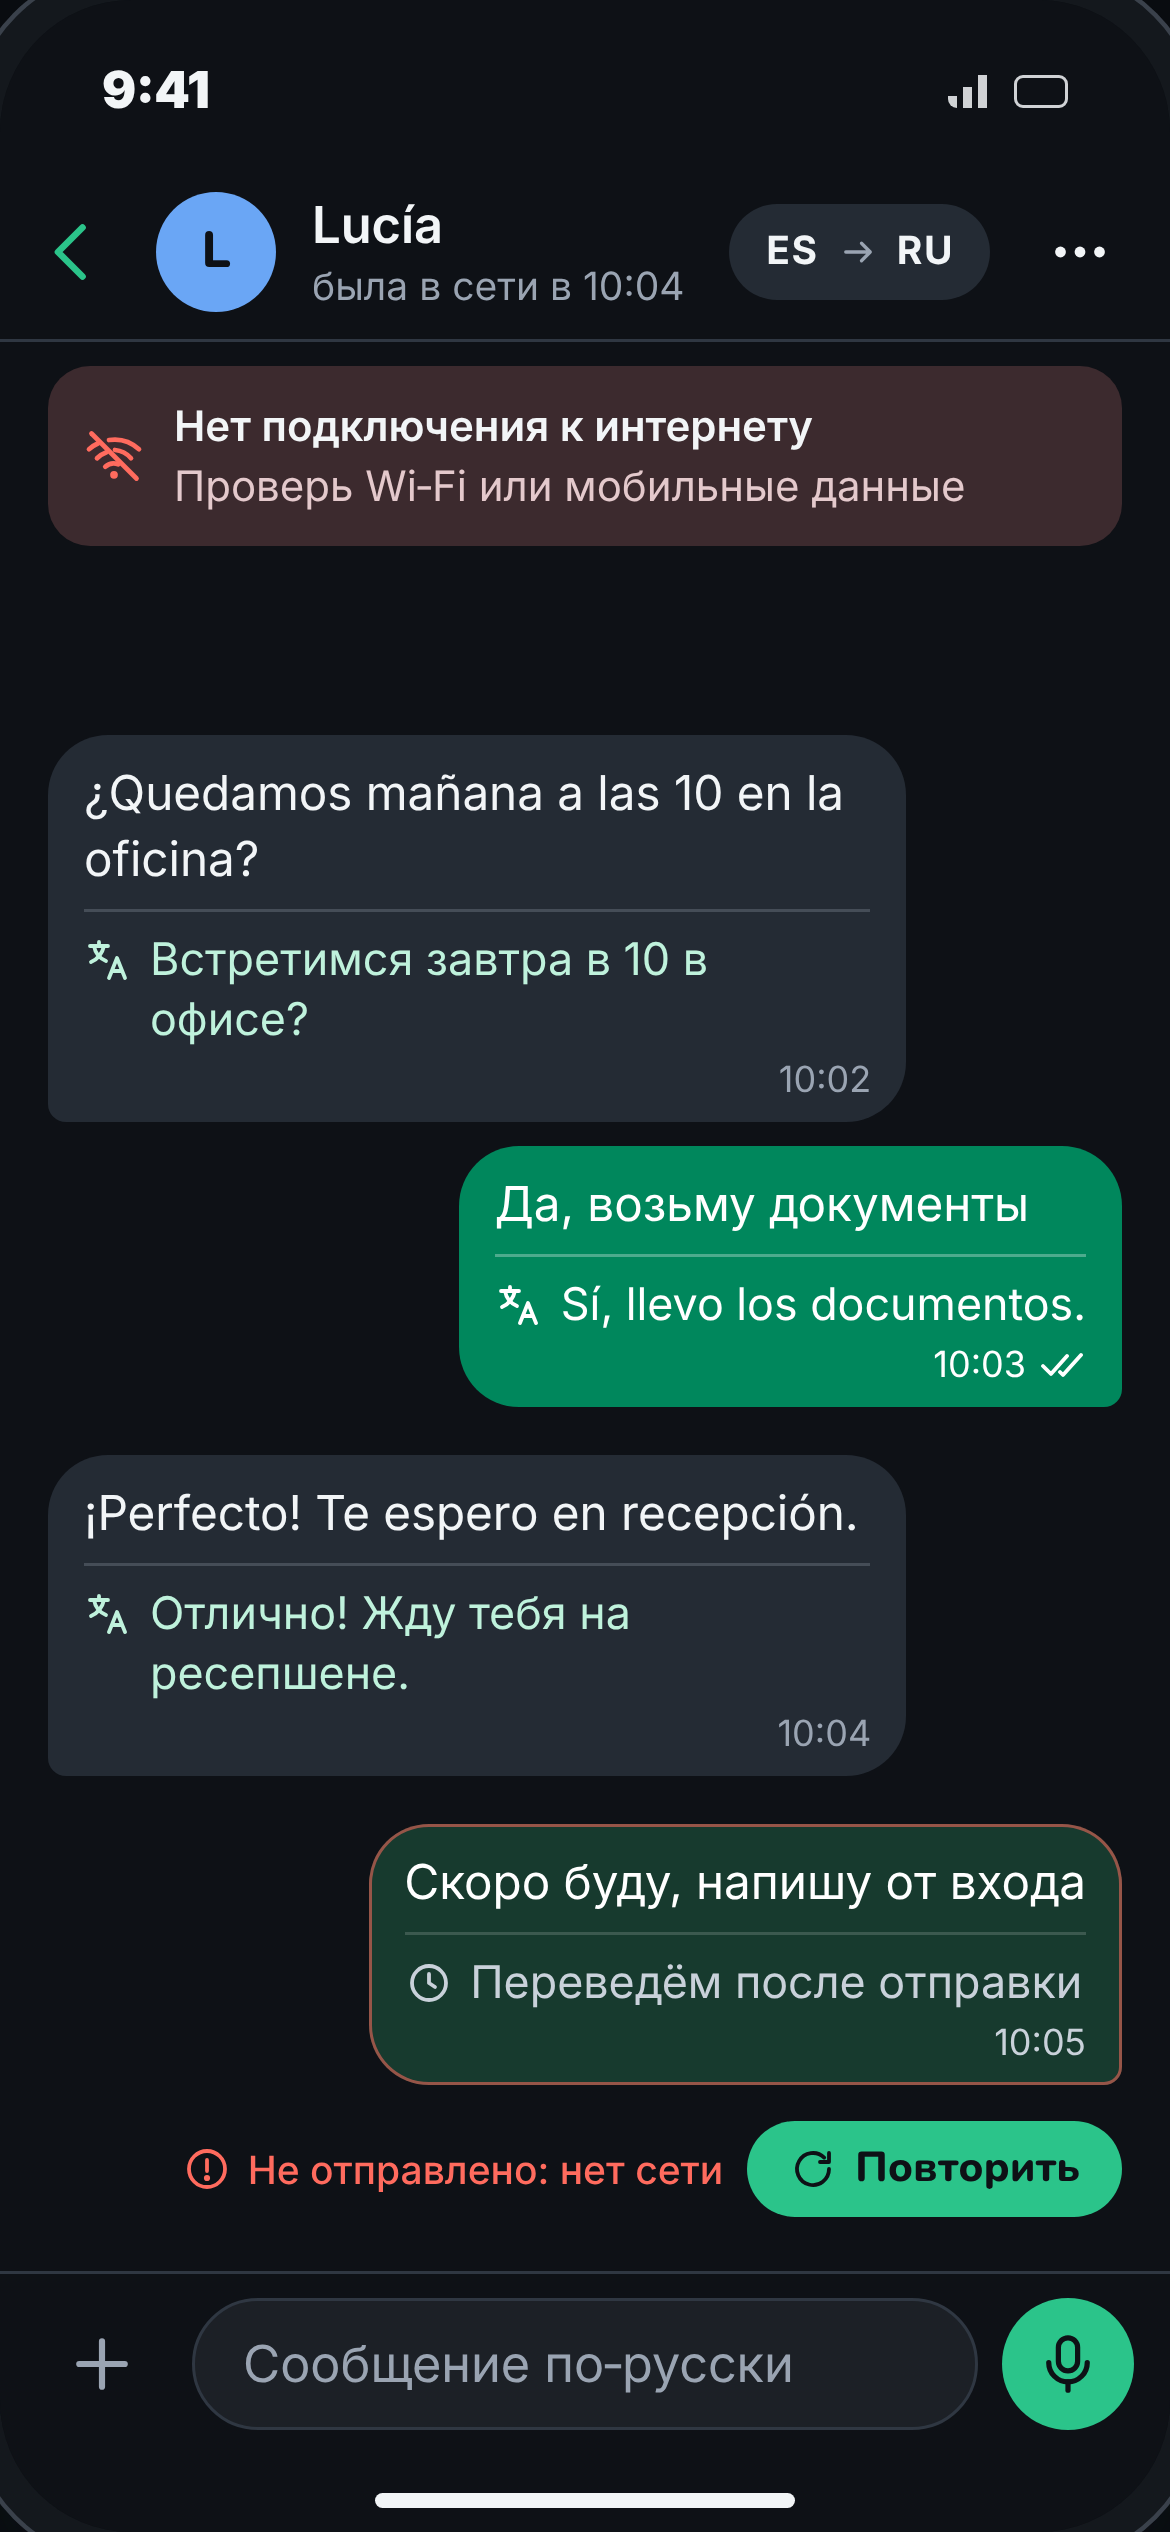 9:41
L
Lucía
была в сети в 10:04
ES → RU
Нет подключения к интернету
Проверь Wi-Fi или мобильные данные
¿Quedamos mañana a las 10 en la
oficina?
Встретимся завтра в 10 в
офисе?
10:02
Да, возьму документы
Sí, llevo los documentos.
10:03
¡Perfecto! Te espero en recepción.
Отлично! Жду тебя на
ресепшене.
10:04
Скоро буду, напишу от входа
Переведём после отправки
10:05
Не отправлено: нет сети
Повторить
Сообщение по-русски